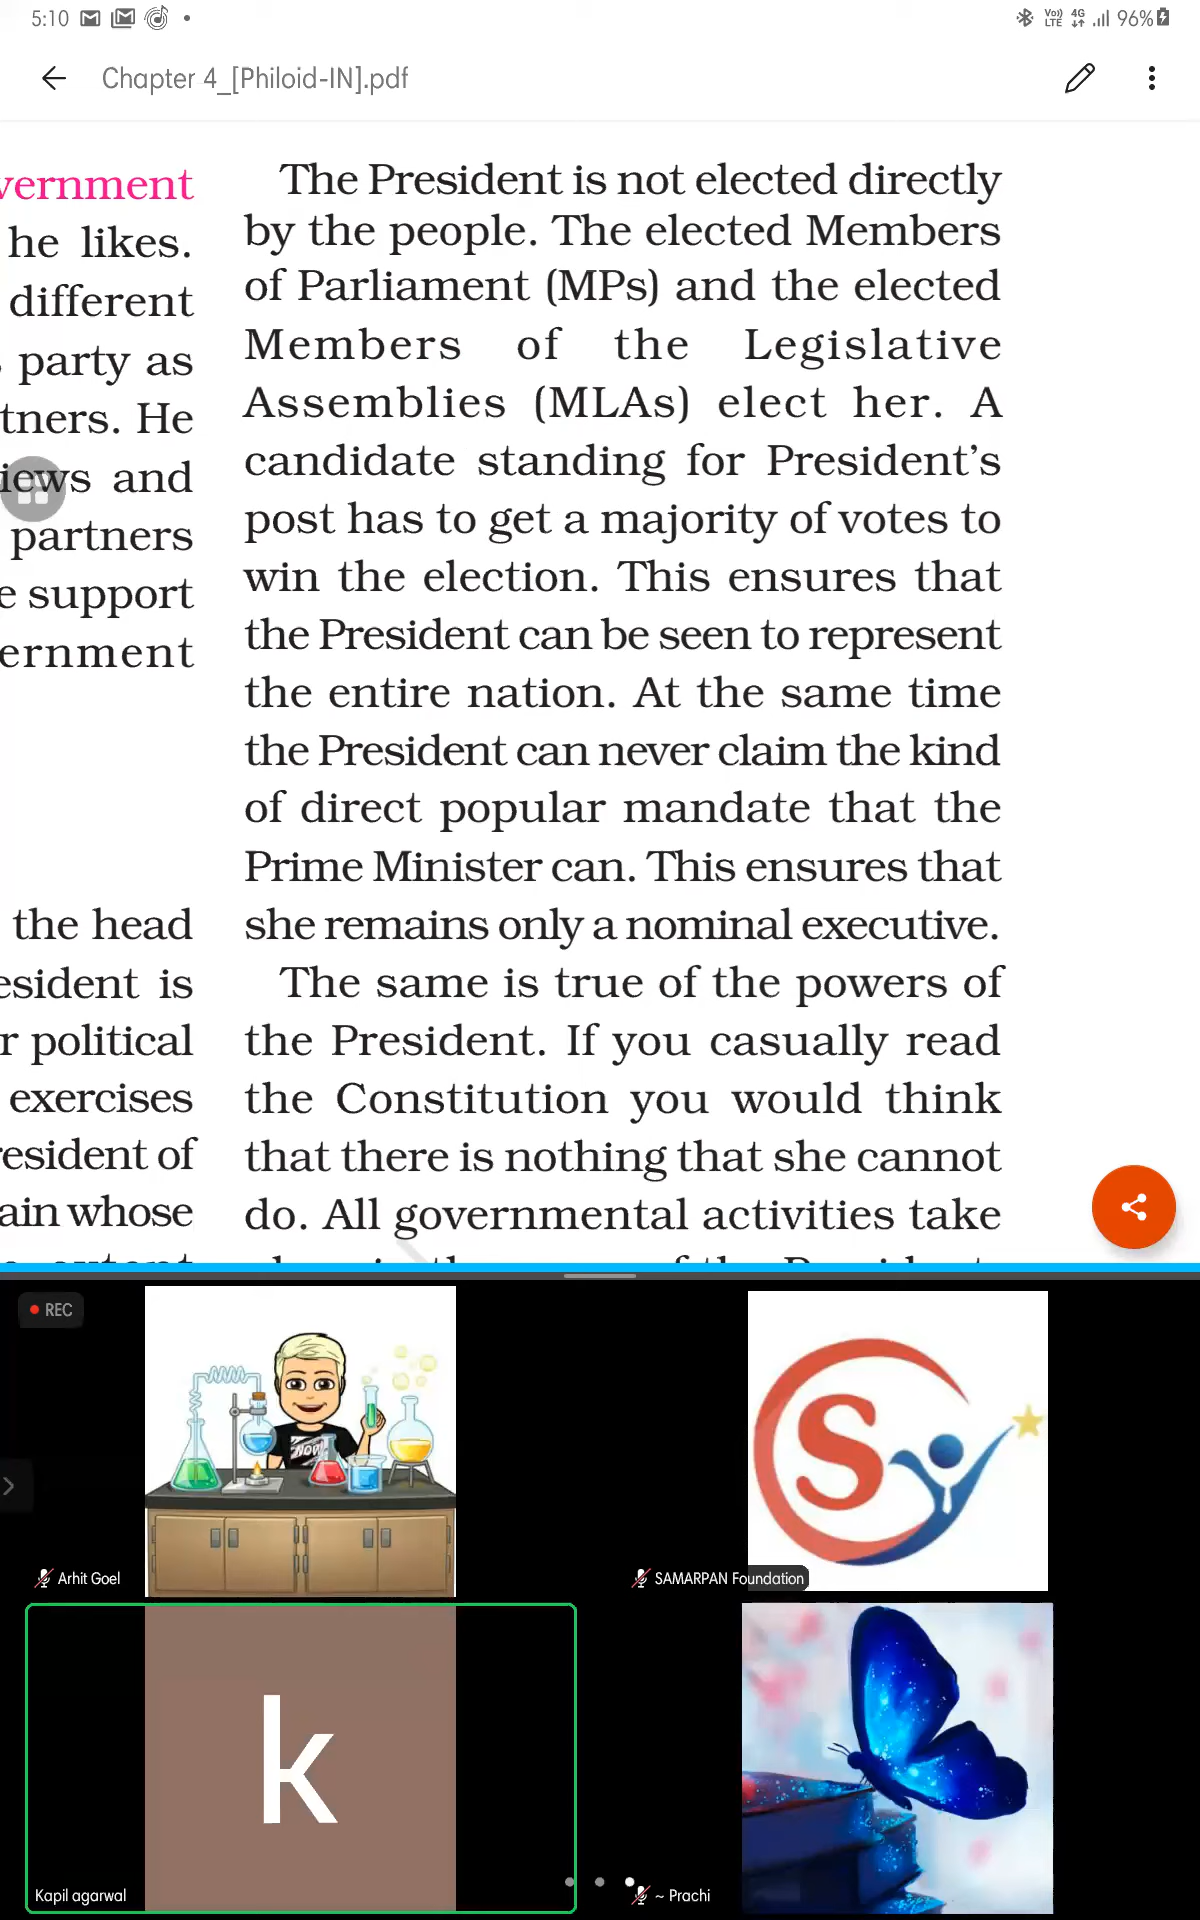 5:10
Vo))
LTE
4G
96%
Chapter 4_[Philoid-IN].pdf
vernment
he likes.
different
party as
tners. He
iews and
partners
e support
ernment
the head
esident is
r political
exercises
resident of
ain whose
extent
The President is not elected directly
by the people. The elected Members
of Parliament (MPs) and the elected
Members of the Legislative
Assemblies (MLAs) elect her. A
candidate standing for President's
post has to get a majority of votes to
win the election. This ensures that
the President can be seen to represent
the entire nation. At the same time
the President can never claim the kind
of direct popular mandate that the
Prime Minister can. This ensures that
she remains only a nominal executive.
The same is true of the powers of
the President. If you casually read
the Constitution you would think
that there is nothing that she cannot
do. All governmental activities take
REC
NOW
Arhit Goel
S
SAMARPAN Foundation
k
Kapil agarwal
~ Prachi